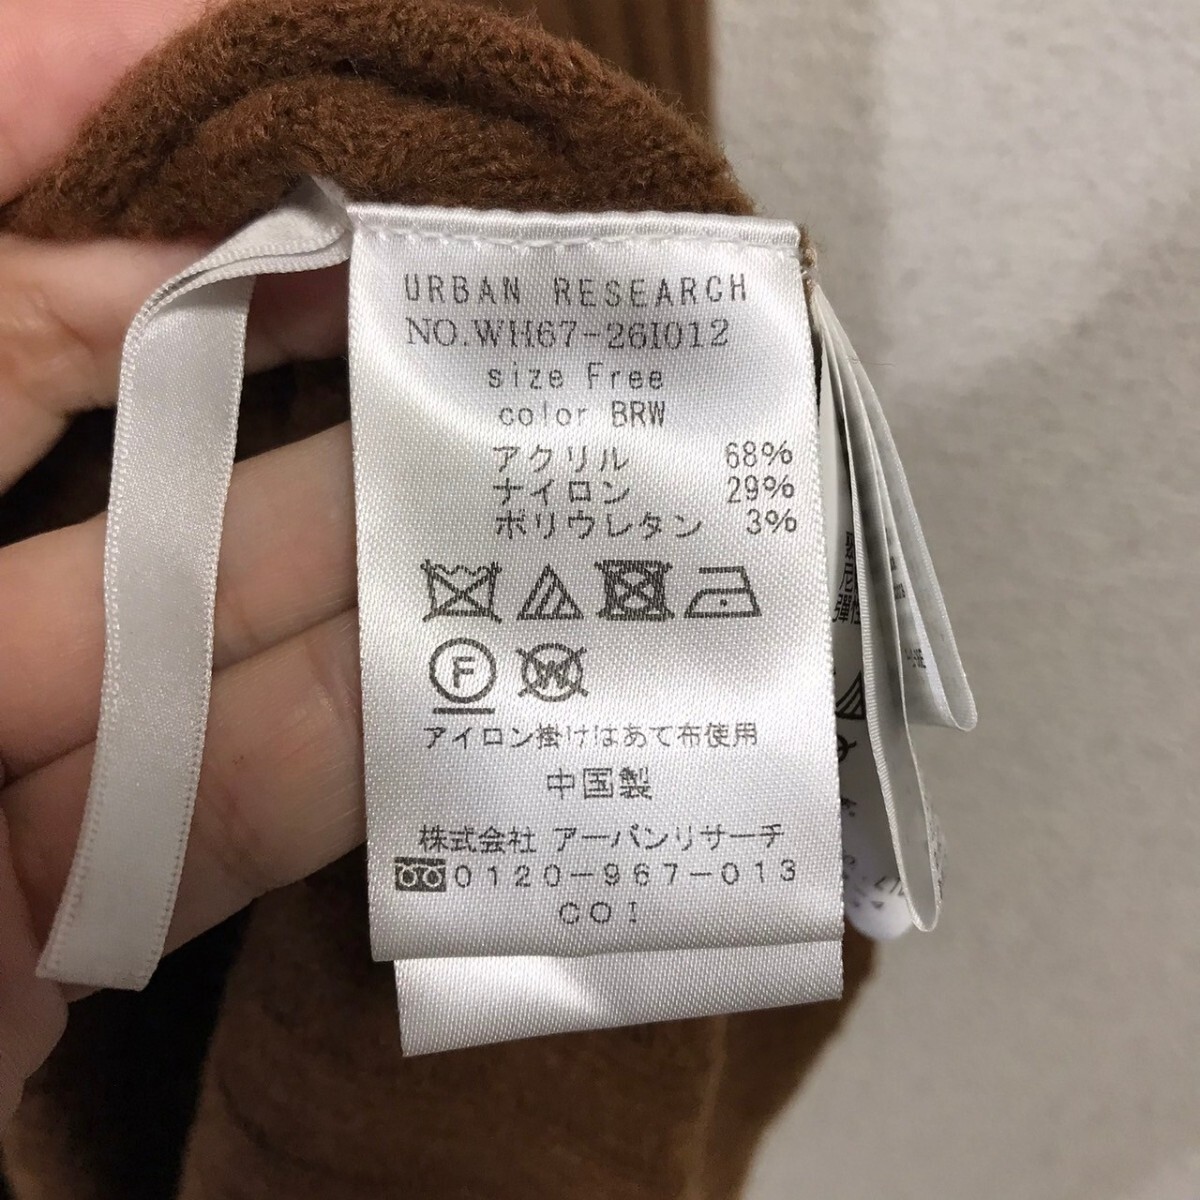 URBAN RESEARCH
NO.WH67-26I012
size Free
color BRW
アクリル 68%
ナイロン 29%
ポリウレタン 3%
F
W
アイロン掛けはあて布使用
中国製
株式会社 アーバンリサーチ
0120-967-013
COI